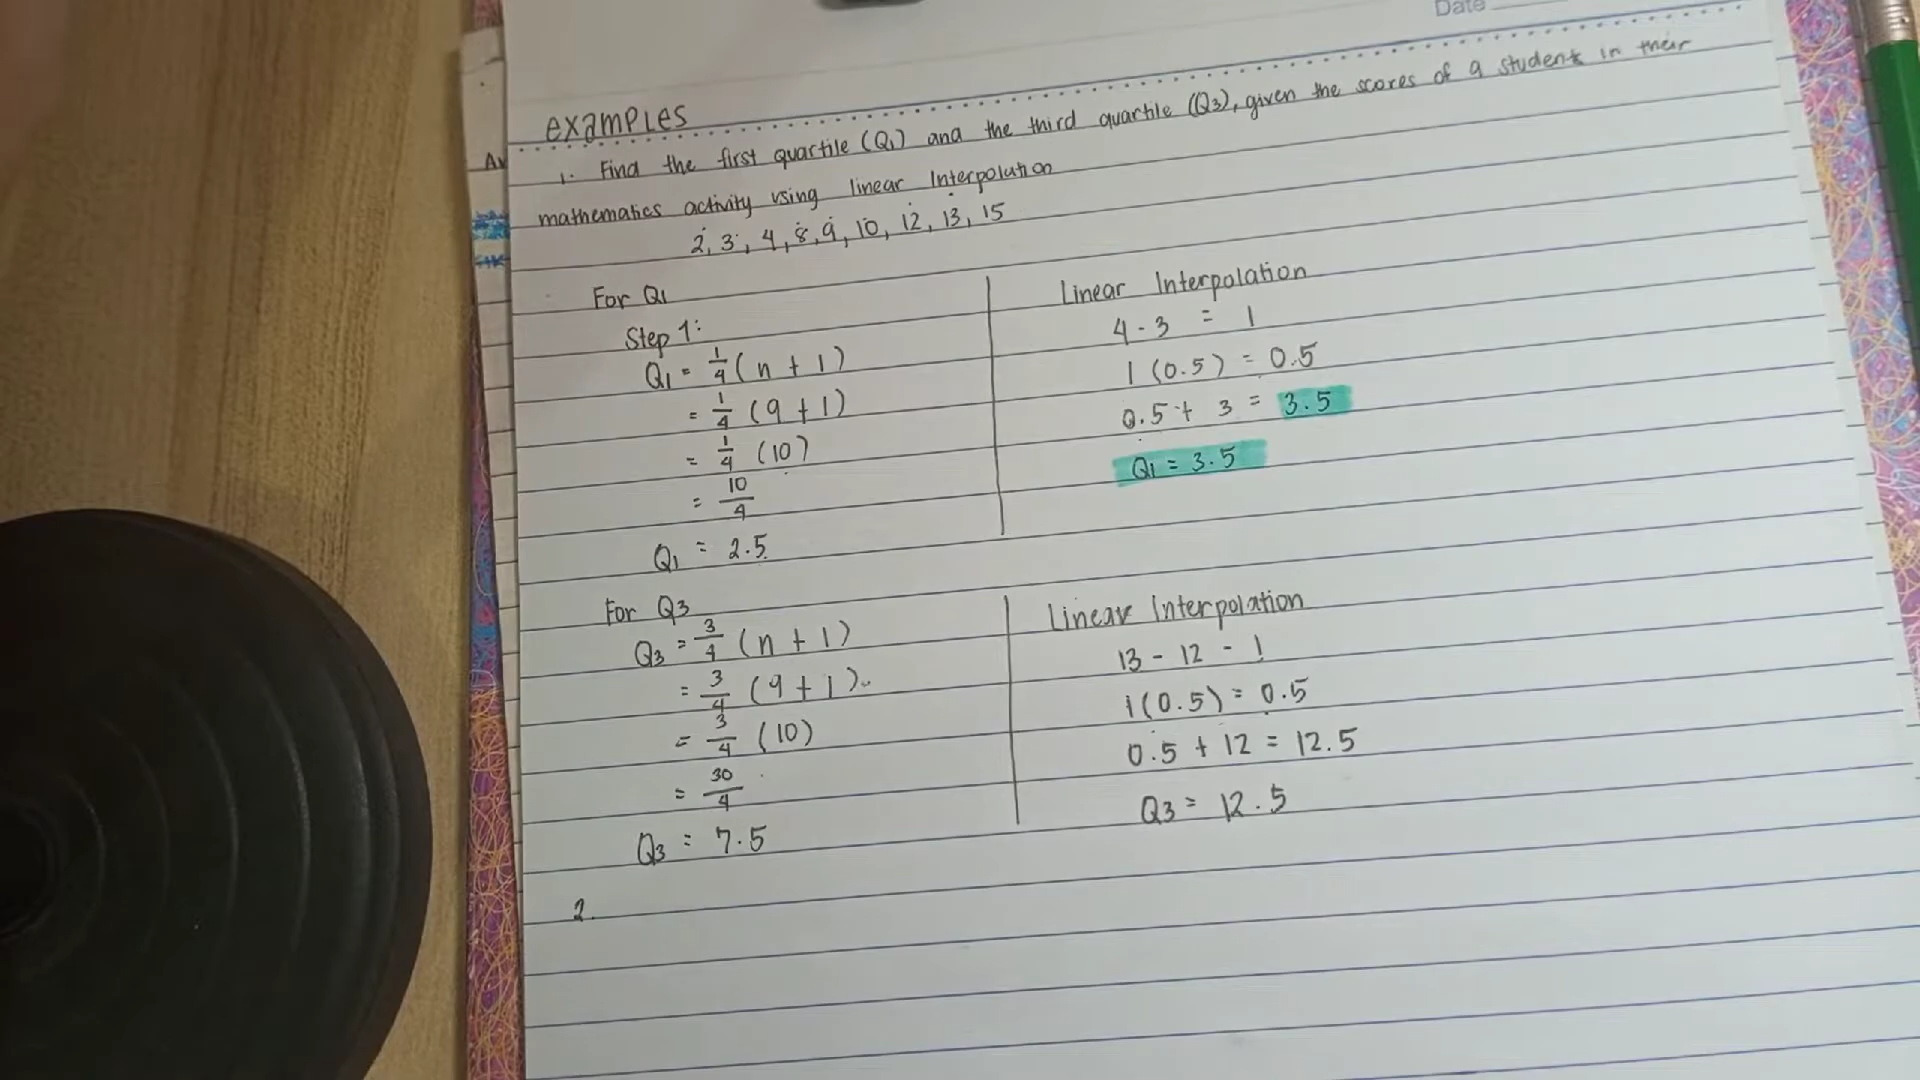 Date
examples
1. Find the first quartile (Q1) and the third quartile (Q3), given the scores of 9 students in their
mathematics activity using linear Interpolation
2, 3, 4, 8, 9, 10, 12, 13, 15
For Q1
Step 1:
Q1 = 1/4 (n + 1)
= 1/4 (9 + 1)
= 1/4 (10)
= 10/4
Q1 = 2.5
Linear Interpolation
4 - 3 = 1
1 (0.5) = 0.5
0.5 + 3 = 3.5
Q1 = 3.5
For Q3
Q3 = 3/4 (n + 1)
= 3/4 (9 + 1)
= 3/4 (10)
= 30/4
Q3 = 7.5
Linear Interpolation
13 - 12 - 1
1 (0.5) = 0.5
0.5 + 12 = 12.5
Q3 = 12.5
2.